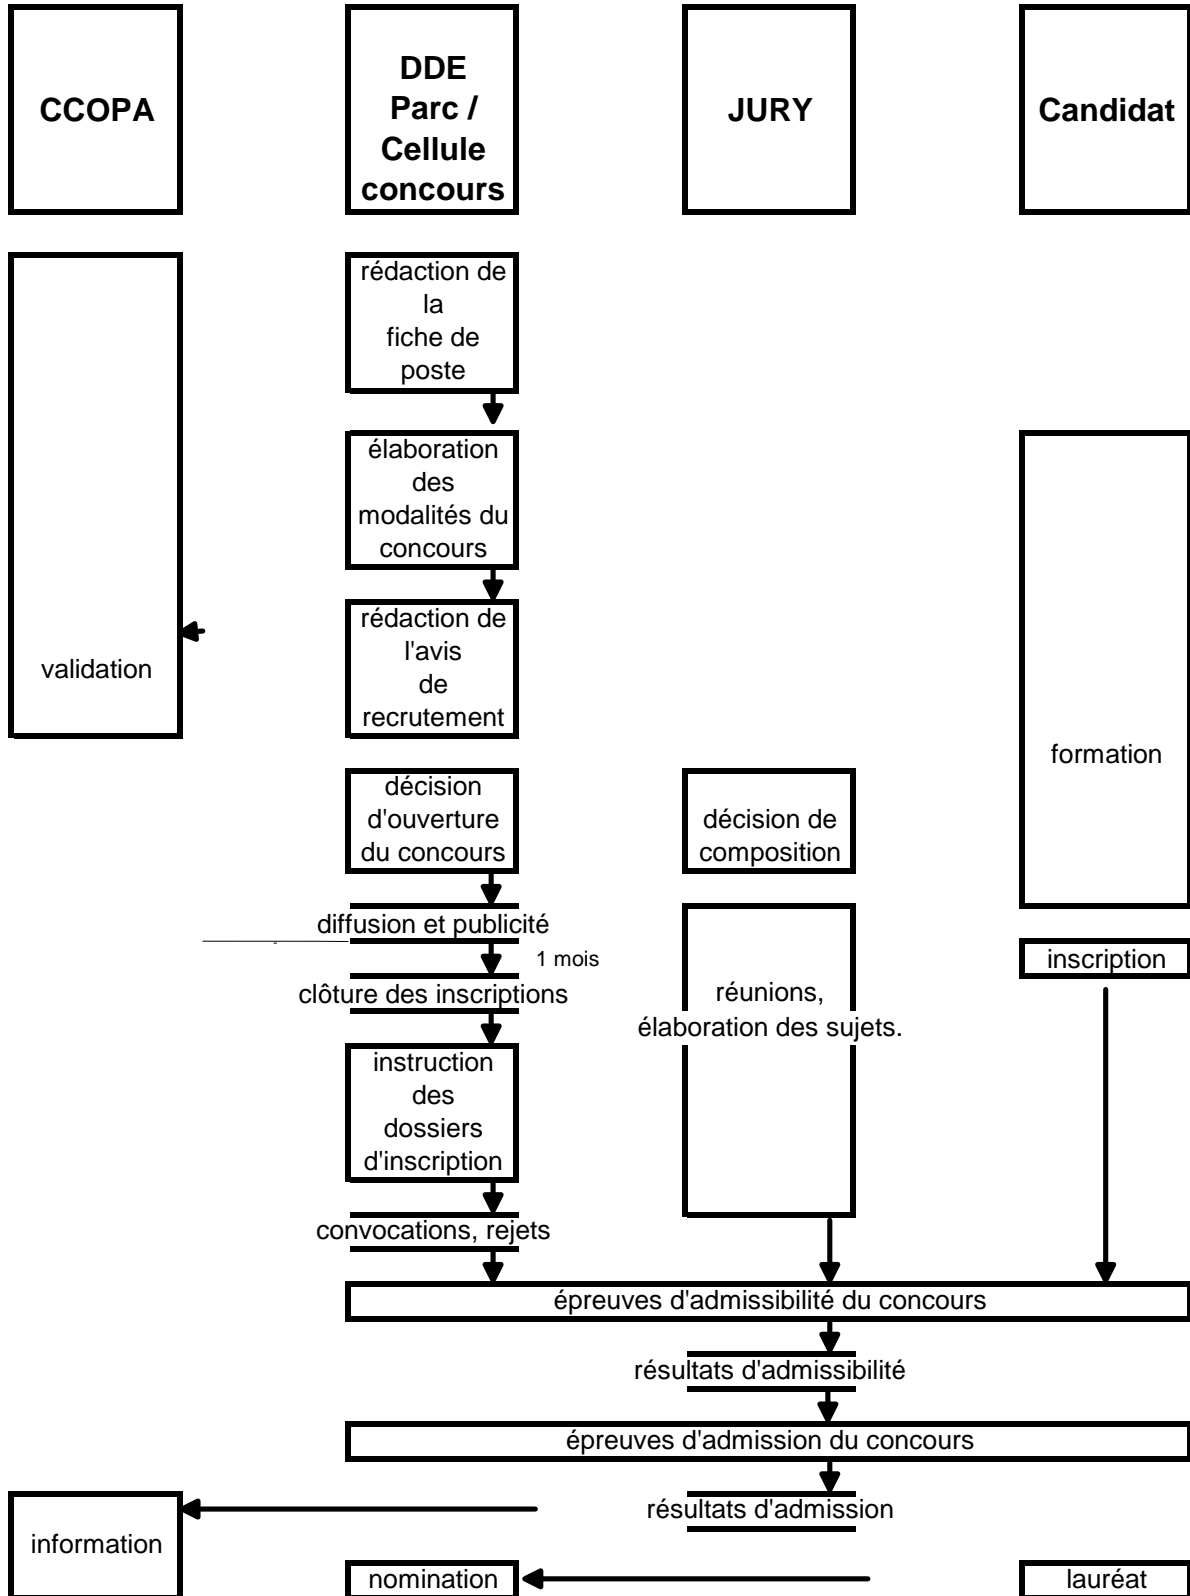 CCOPA
DDE
Parc /
Cellule
concours
JURY
Candidat
rédaction de
la
fiche de
poste
élaboration
des
modalités du
concours
rédaction de
l'avis
de
recrutement
validation
formation
décision
d'ouverture
du concours
décision de
composition
diffusion et publicité
1 mois
inscription
clôture des inscriptions
réunions,
élaboration des sujets.
instruction
des
dossiers
d'inscription
convocations, rejets
épreuves d'admissibilité du concours
résultats d'admissibilité
épreuves d'admission du concours
résultats d'admission
information
nomination
lauréat